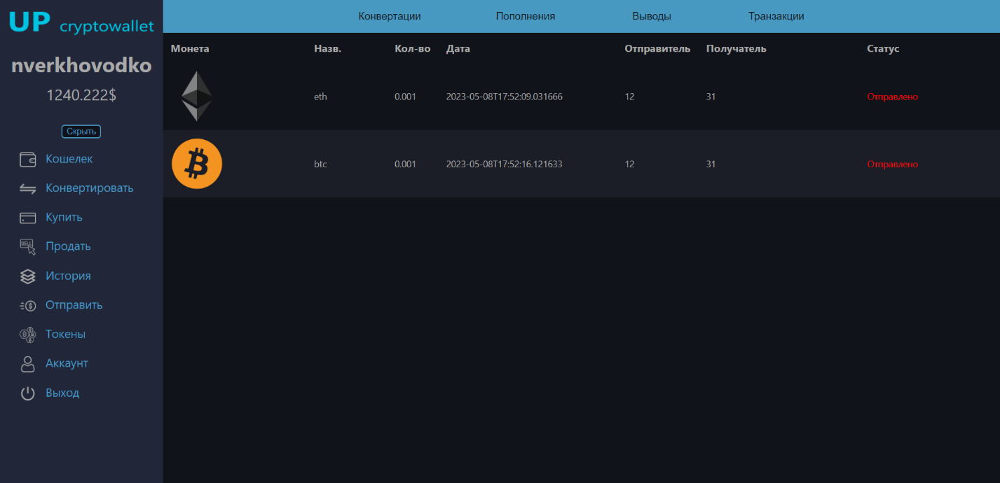 UP cryptowallet
nverkhovodko
1240.222$
Скрыть
Кошелек
Конвертировать
Купить
SELL
Продать
История
Отправить
Токены
Аккаунт
Выход
Конвертации Пополнения Выводы Транзакции
Монета Назв. Кол-во Дата Отправитель Получатель Статус
eth 0.001 2023-05-08T17:52:09.031666 12 31 Отправлено
btc 0.001 2023-05-08T17:52:16.121633 12 31 Отправлено